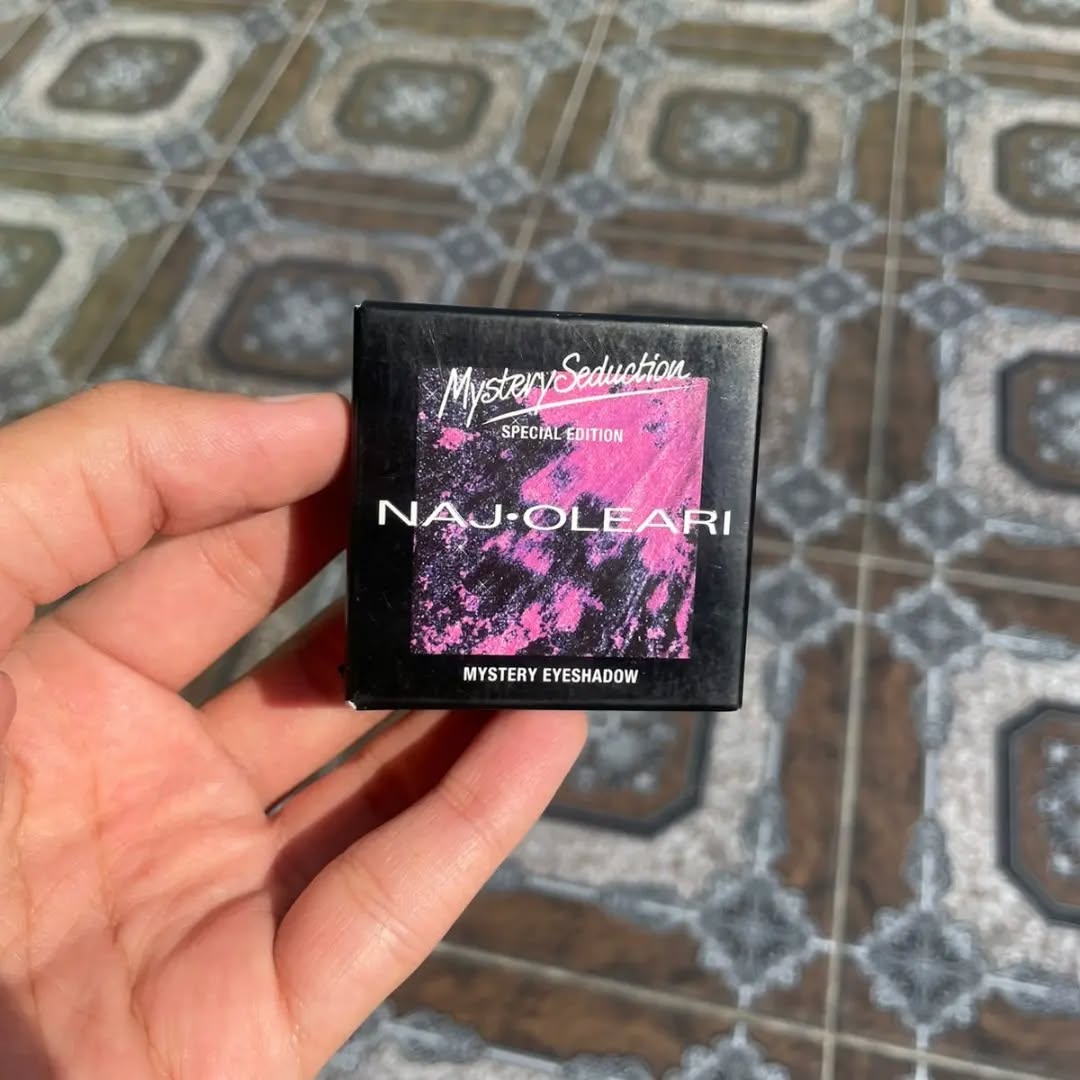 Mystery Seduction
SPECIAL EDITION
NAJ•OLEARI
MYSTERY EYESHADOW